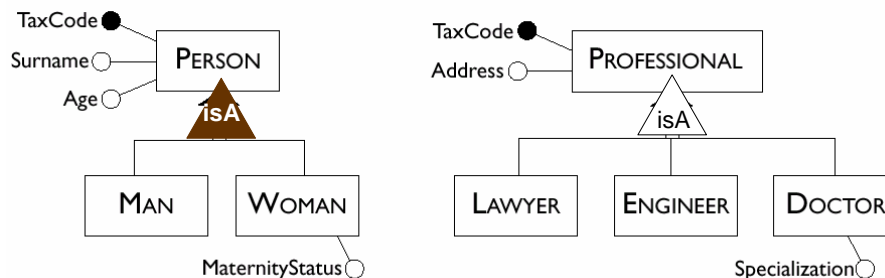 TaxCode
Surname
Age
PERSON
isA
MAN
WOMAN
MaternityStatus
TaxCode
Address
PROFESSIONAL
isA
LAWYER
ENGINEER
DOCTOR
Specialization